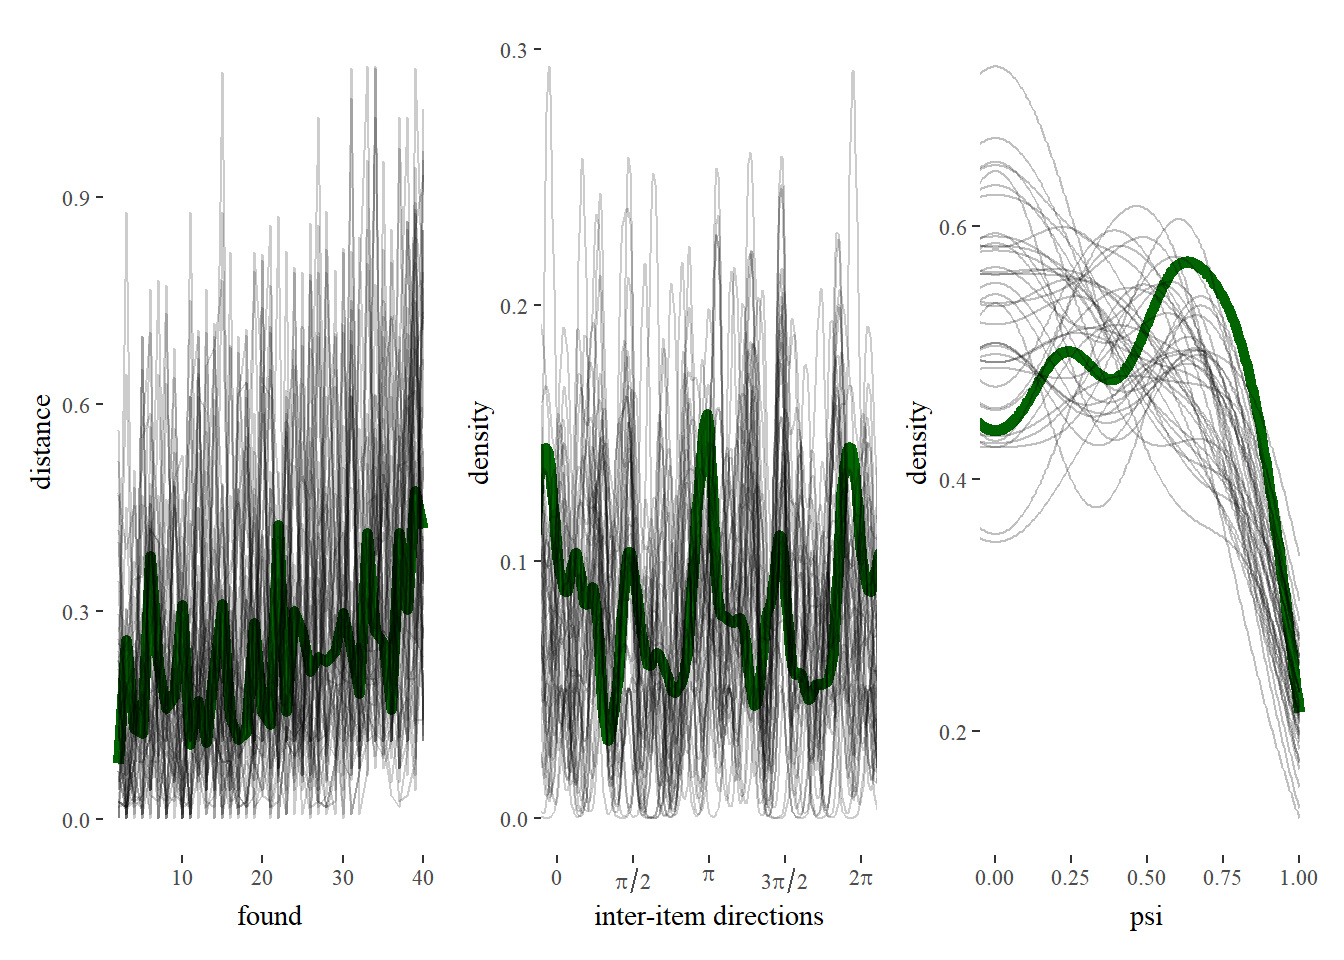 distance
0.9
0.6
0.3
0.0
10 20 30 40
found
density
0.3
0.2
0.1
0.0
0 π/2 π 3π/2 2π
inter-item directions
density
0.6
0.4
0.2
0.00 0.25 0.50 0.75 1.00
psi